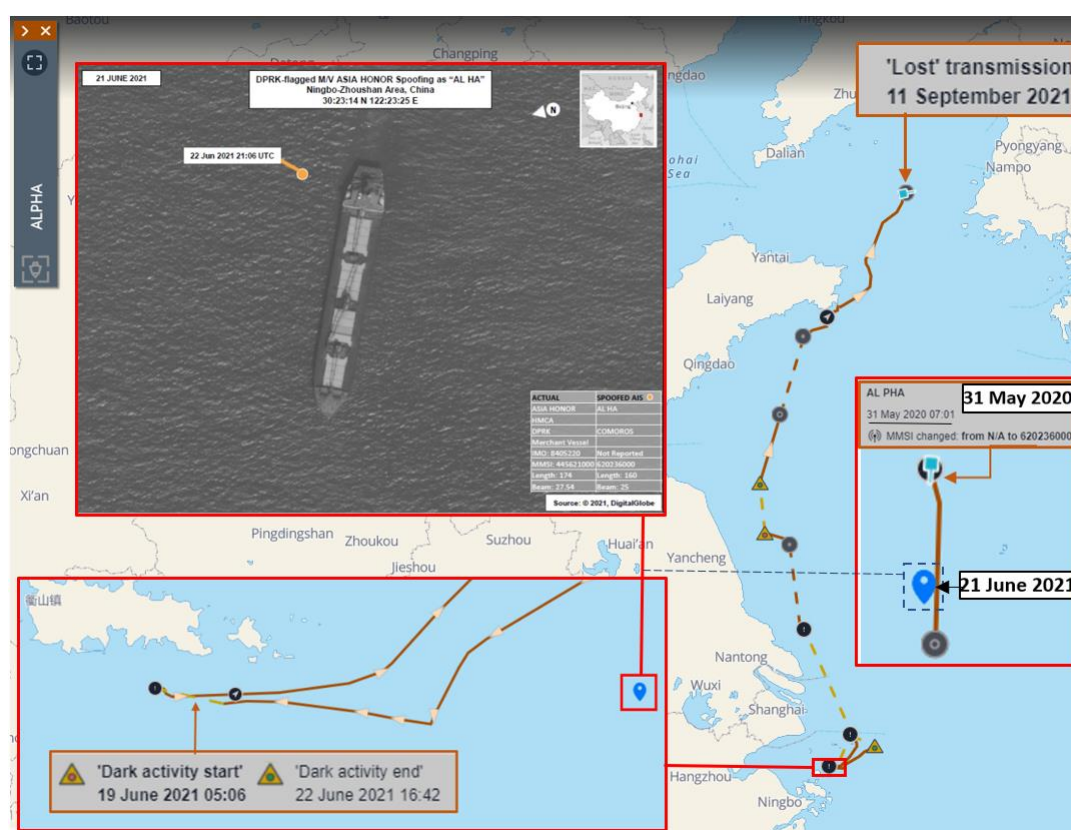 Baotou
Yingkou
> ×
ALPHA
Changping
Dalian
Pyongyang
Nampo
'Lost' transmission
11 September 2021
21 JUNE 2021
DPRK-flagged M/V ASIA HONOR Spoofing as "AL HA"
Ningbo-Zhoushan Area, China
30:23:14 N 122:23:25 E
N
22 Jun 2021 21:06 UTC
ACTUAL SPOOFED AIS
ASIA HONOR AL HA
HMCA
DPRK COMOROS
Merchant Vessel
IMO: 8405220 Not Reported
MMSI: 445621000 620236000
Length: 174 Length: 160
Beam: 27.54 Beam: 25
Source: © 2021, DigitalGlobe
Yantai
Laiyang
Qingdao
AL PHA
31 May 2020
31 May 2020 07:01
MMSI changed: from N/A to 620236000
21 June 2021
Xi'an
Pingdingshan
Zhoukou
Suzhou
Huai'an
Yancheng
Jieshou
衢山镇
Nantong
Wuxi
Shanghai
Hangzhou
Ningbo
'Dark activity start'
19 June 2021 05:06
'Dark activity end'
22 June 2021 16:42